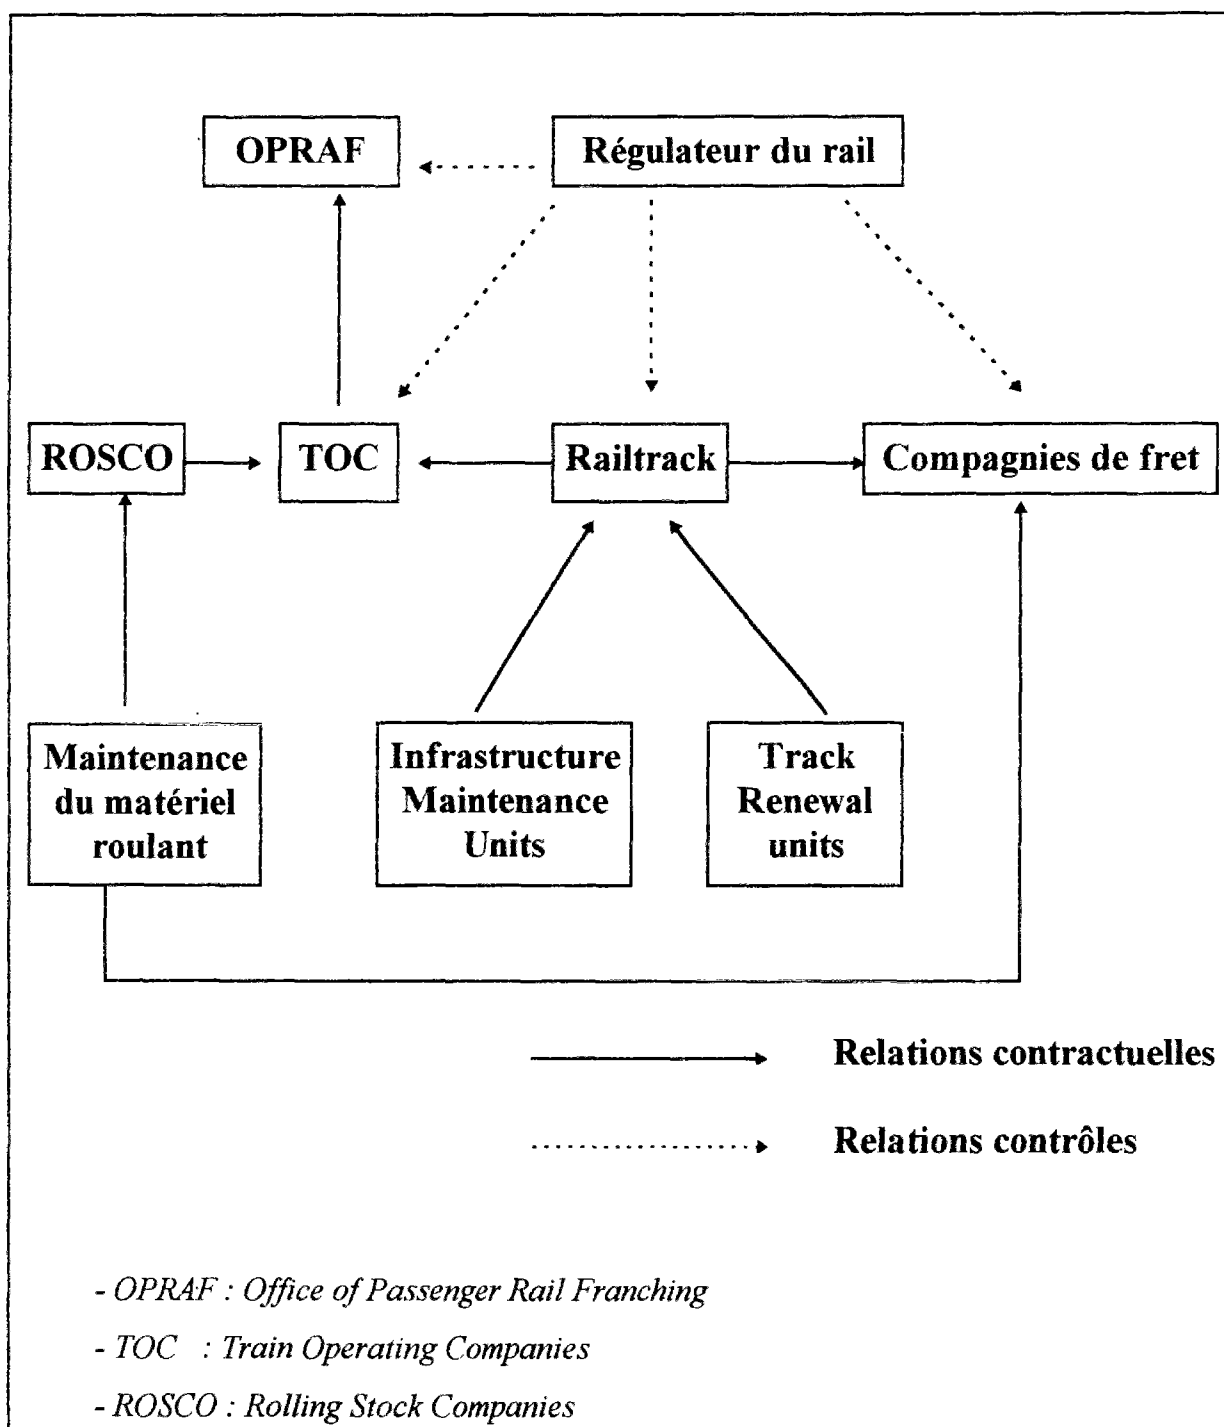 OPRAF
Régulateur du rail
ROSCO
TOC
Railtrack
Compagnies de fret
Maintenance
du matériel
roulant
Infrastructure
Maintenance
Units
Track
Renewal
units
Relations contractuelles
Relations contrôles
- OPRAF : Office of Passenger Rail Franching
- TOC : Train Operating Companies
- ROSCO : Rolling Stock Companies